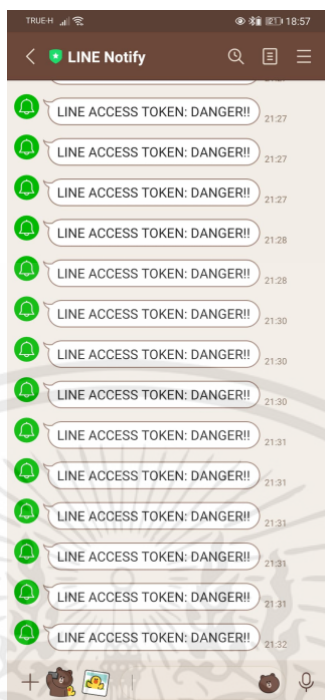 TRUE-H 18:57
LINE Notify
LINE ACCESS TOKEN: DANGER!! 21:27
LINE ACCESS TOKEN: DANGER!! 21:27
LINE ACCESS TOKEN: DANGER!! 21:27
LINE ACCESS TOKEN: DANGER!! 21:28
LINE ACCESS TOKEN: DANGER!! 21:28
LINE ACCESS TOKEN: DANGER!! 21:30
LINE ACCESS TOKEN: DANGER!! 21:30
LINE ACCESS TOKEN: DANGER!! 21:30
LINE ACCESS TOKEN: DANGER!! 21:31
LINE ACCESS TOKEN: DANGER!! 21:31
LINE ACCESS TOKEN: DANGER!! 21:31
LINE ACCESS TOKEN: DANGER!! 21:31
LINE ACCESS TOKEN: DANGER!! 21:31
LINE ACCESS TOKEN: DANGER!! 21:32